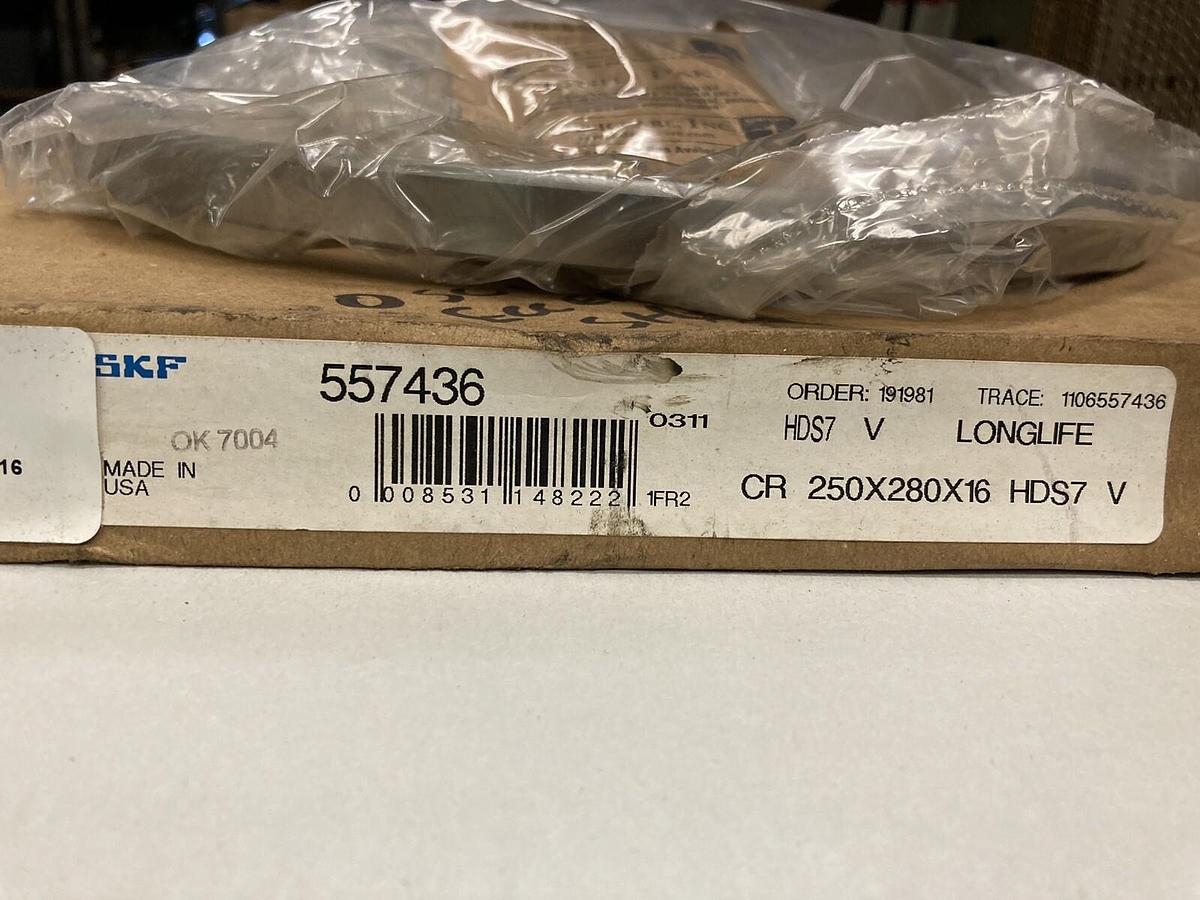 SKF
557436
ORDER: 191981 TRACE: 1106557436
0311
HDS7 V LONGLIFE
OK 7004
16
MADE IN
USA
0 008531 148222 1FR2
CR 250X280X16 HDS7 V